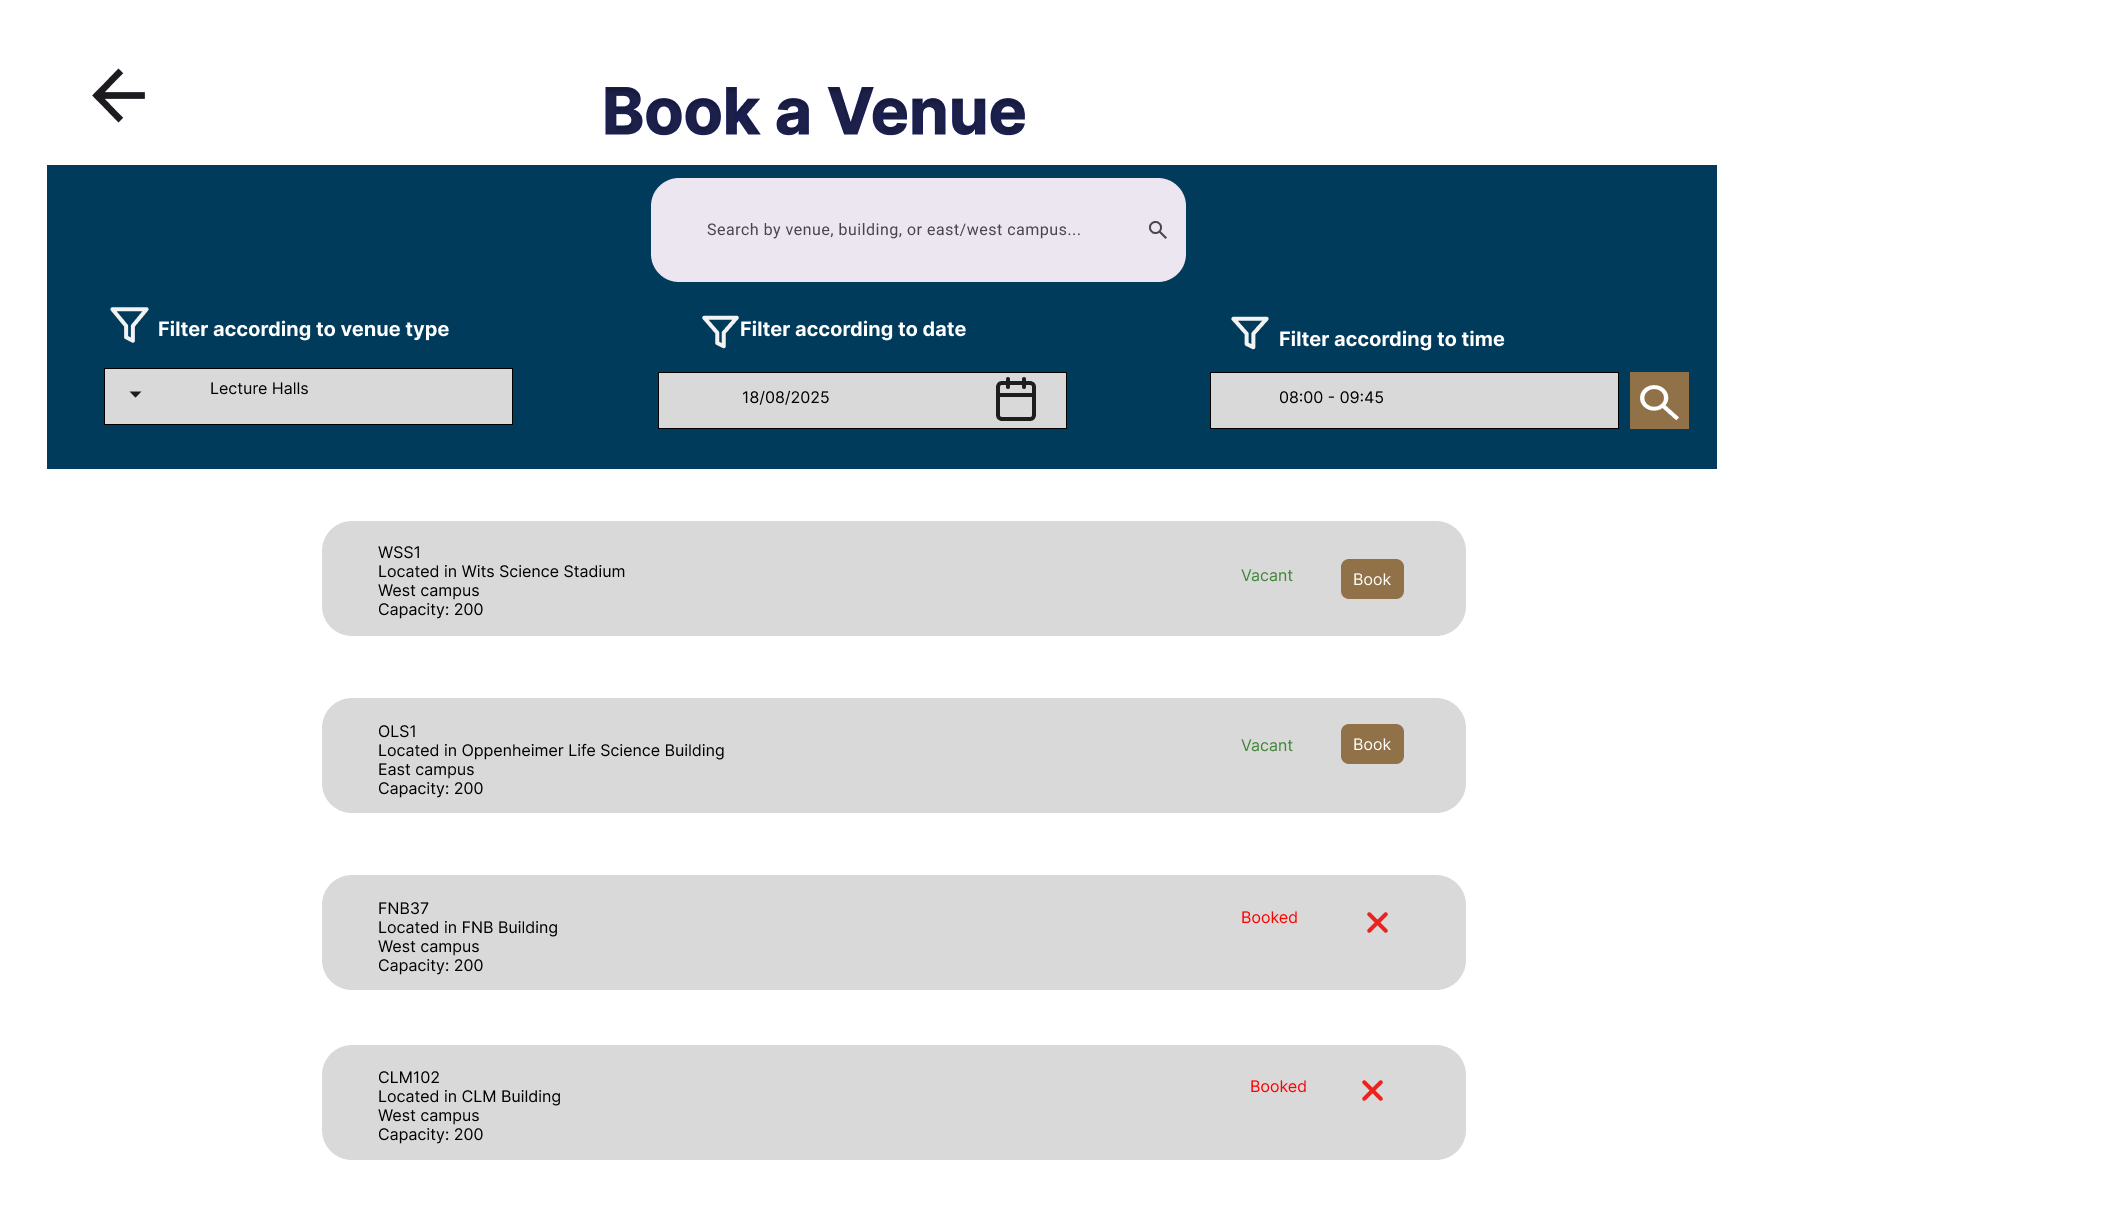 Book a Venue
Search by venue, building, or east/west campus...
Filter according to venue type
Filter according to date
Filter according to time
Lecture Halls
18/08/2025
08:00 - 09:45
WSS1
Located in Wits Science Stadium
West campus
Capacity: 200
Vacant
Book
OLS1
Located in Oppenheimer Life Science Building
East campus
Capacity: 200
Vacant
Book
FNB37
Located in FNB Building
West campus
Capacity: 200
Booked
CLM102
Located in CLM Building
West campus
Capacity: 200
Booked